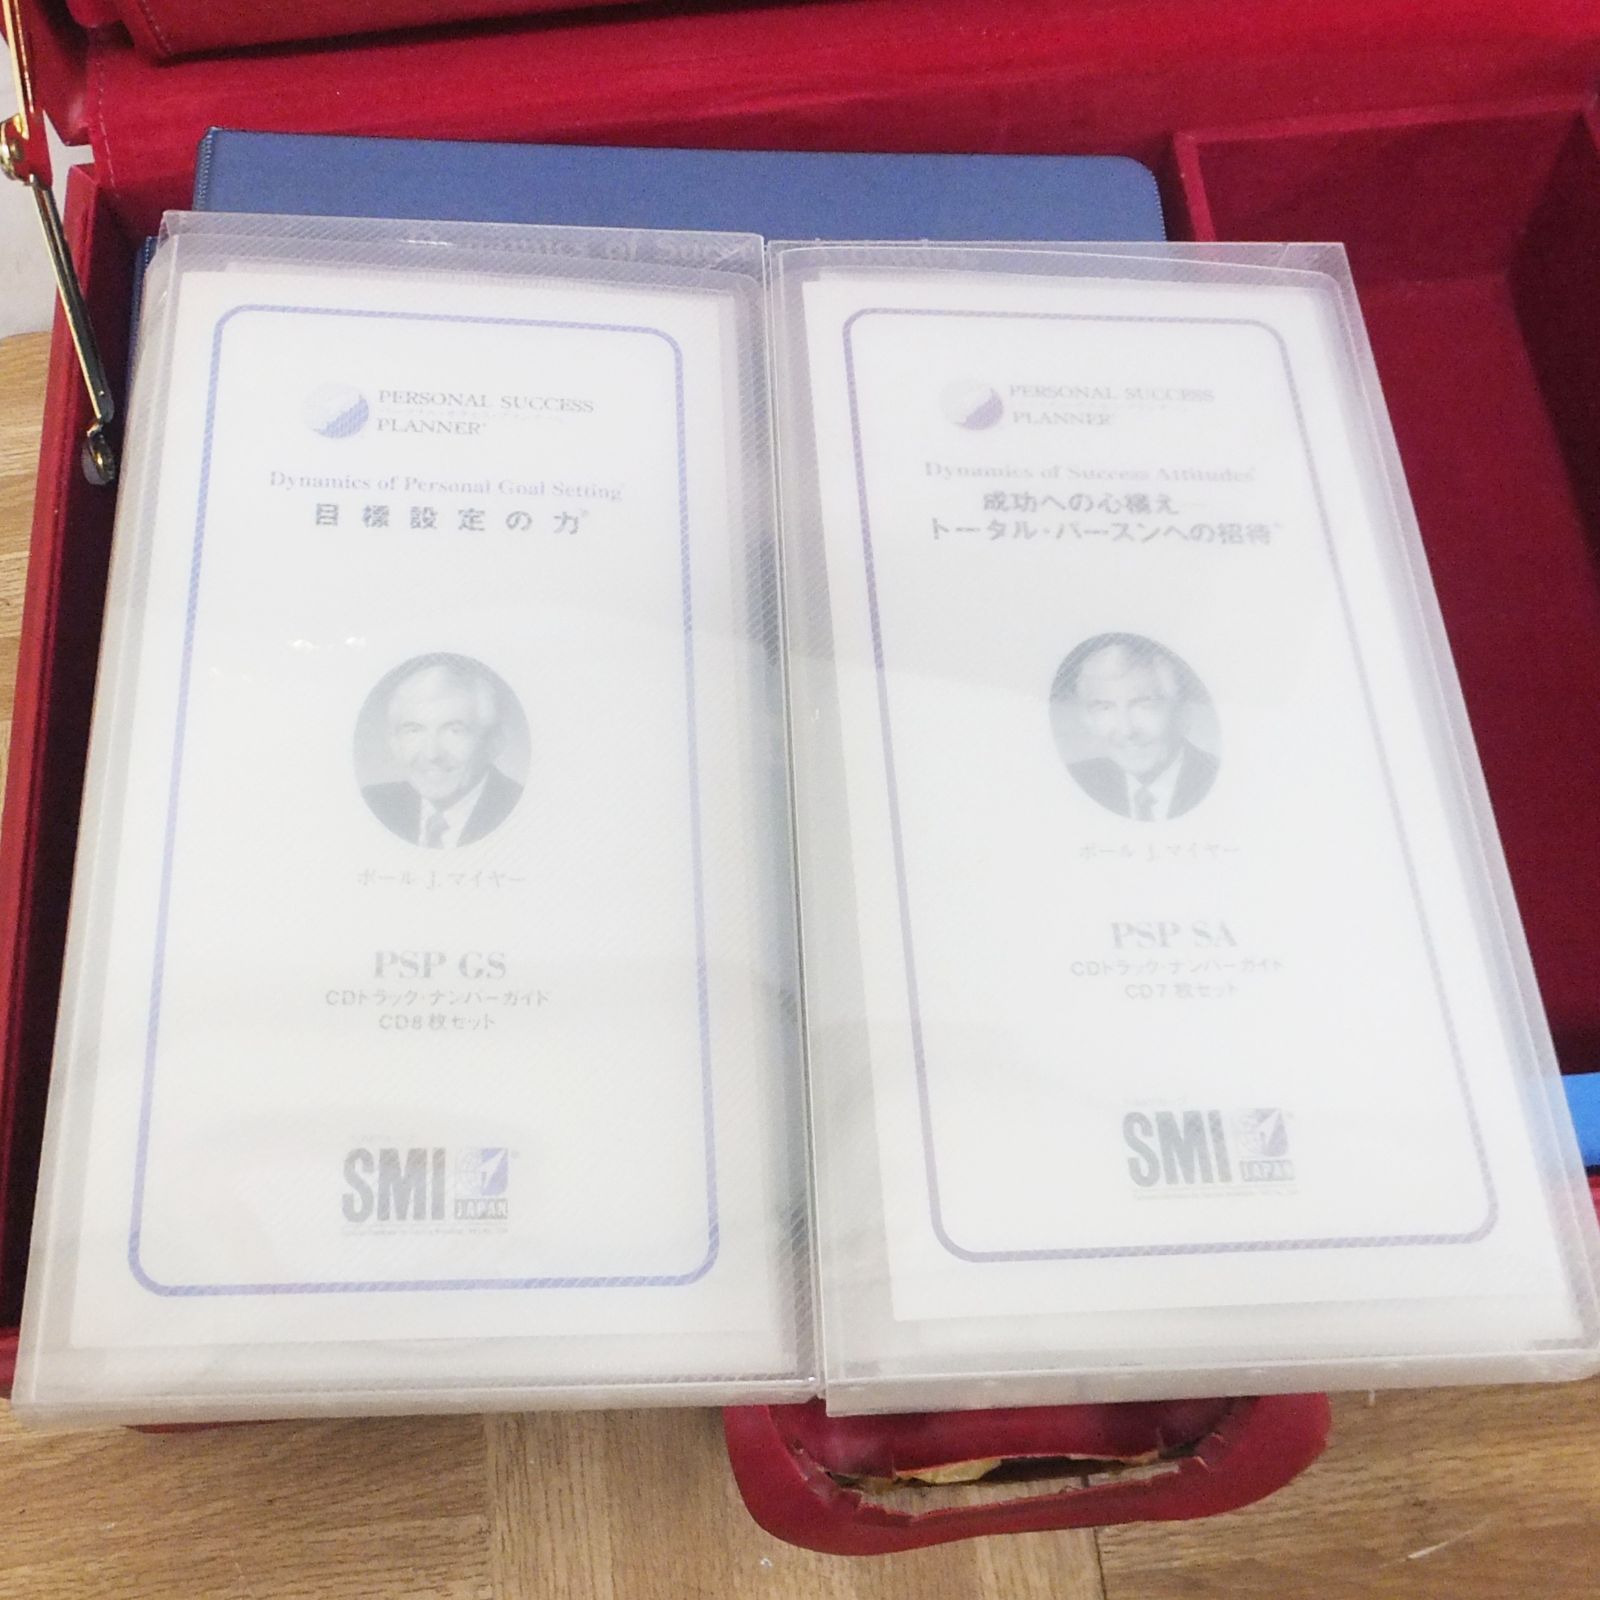 PERSONAL SUCCESS
PLANNER
Dynamics of Personal Goal Setting
目標設定の力
ポール J.マイヤー
PSP GS
CDトラック・ナンバーガイド
CD8枚セット
SMI
JAPAN
PERSONAL SUCCESS
PLANNER
Dynamics of Success Attitudes
成功への心構え
トータル・パースンへの招待
ポール J.マイヤー
PSP SA
CDトラック・ナンバーガイド
CD7枚セット
SMI
JAPAN